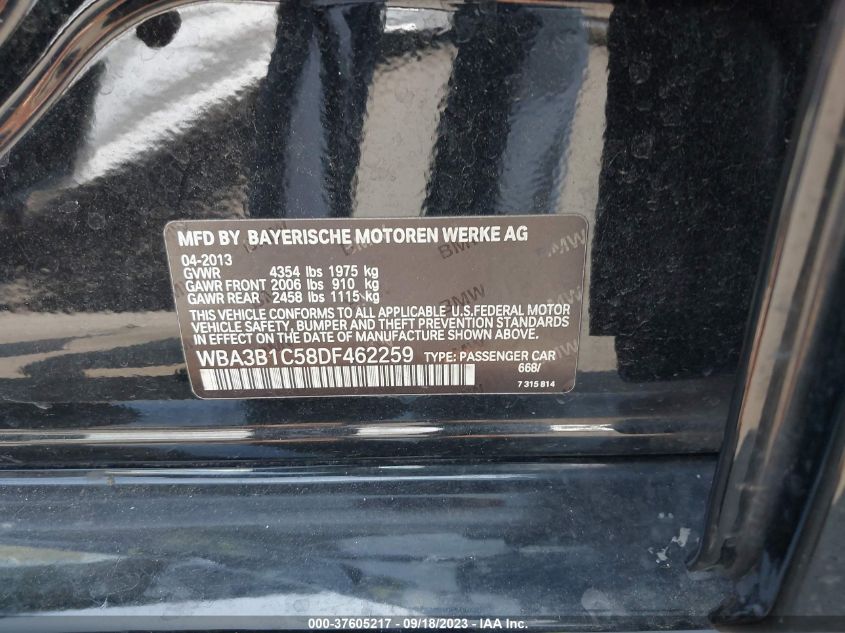 MFD BY BAYERISCHE MOTOREN WERKE AG
04-2013
GVWR 4354 lbs 1975 kg
GAWR FRONT 2006 lbs 910 kg
GAWR REAR 2458 lbs 1115 kg
THIS VEHICLE CONFORMS TO ALL APPLICABLE U.S.FEDERAL MOTOR
VEHICLE SAFETY, BUMPER AND THEFT PREVENTION STANDARDS
IN EFFECT ON THE DATE OF MANUFACTURE SHOWN ABOVE.
WBA3B1C58DF462259 TYPE: PASSENGER CAR
668/
7 315 814
BMW
BMW
000-37605217 - 09/18/2023 - IAA Inc.